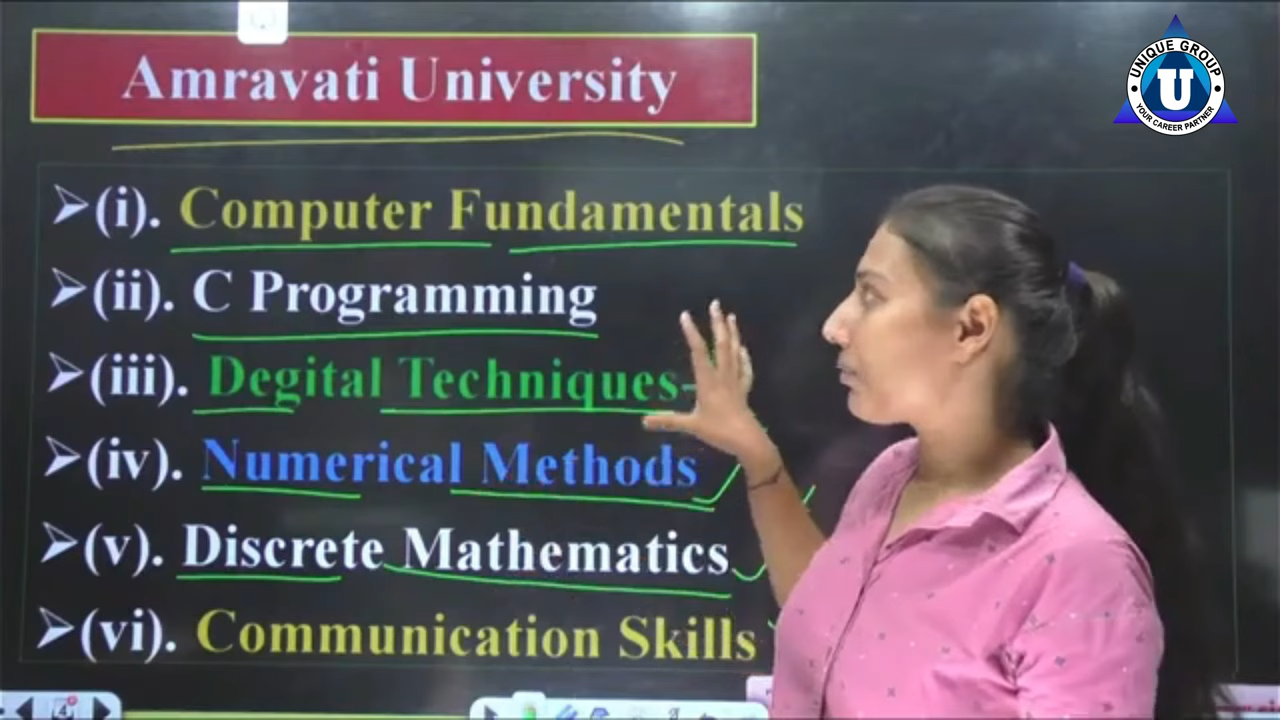 Amravati University
UNIQUE GROUP
U
YOUR CAREER PARTNER
(i). Computer Fundamentals
(ii). C Programming
(iii). Degital Techniques-
(iv). Numerical Methods
(v). Discrete Mathematics
(vi). Communication Skills